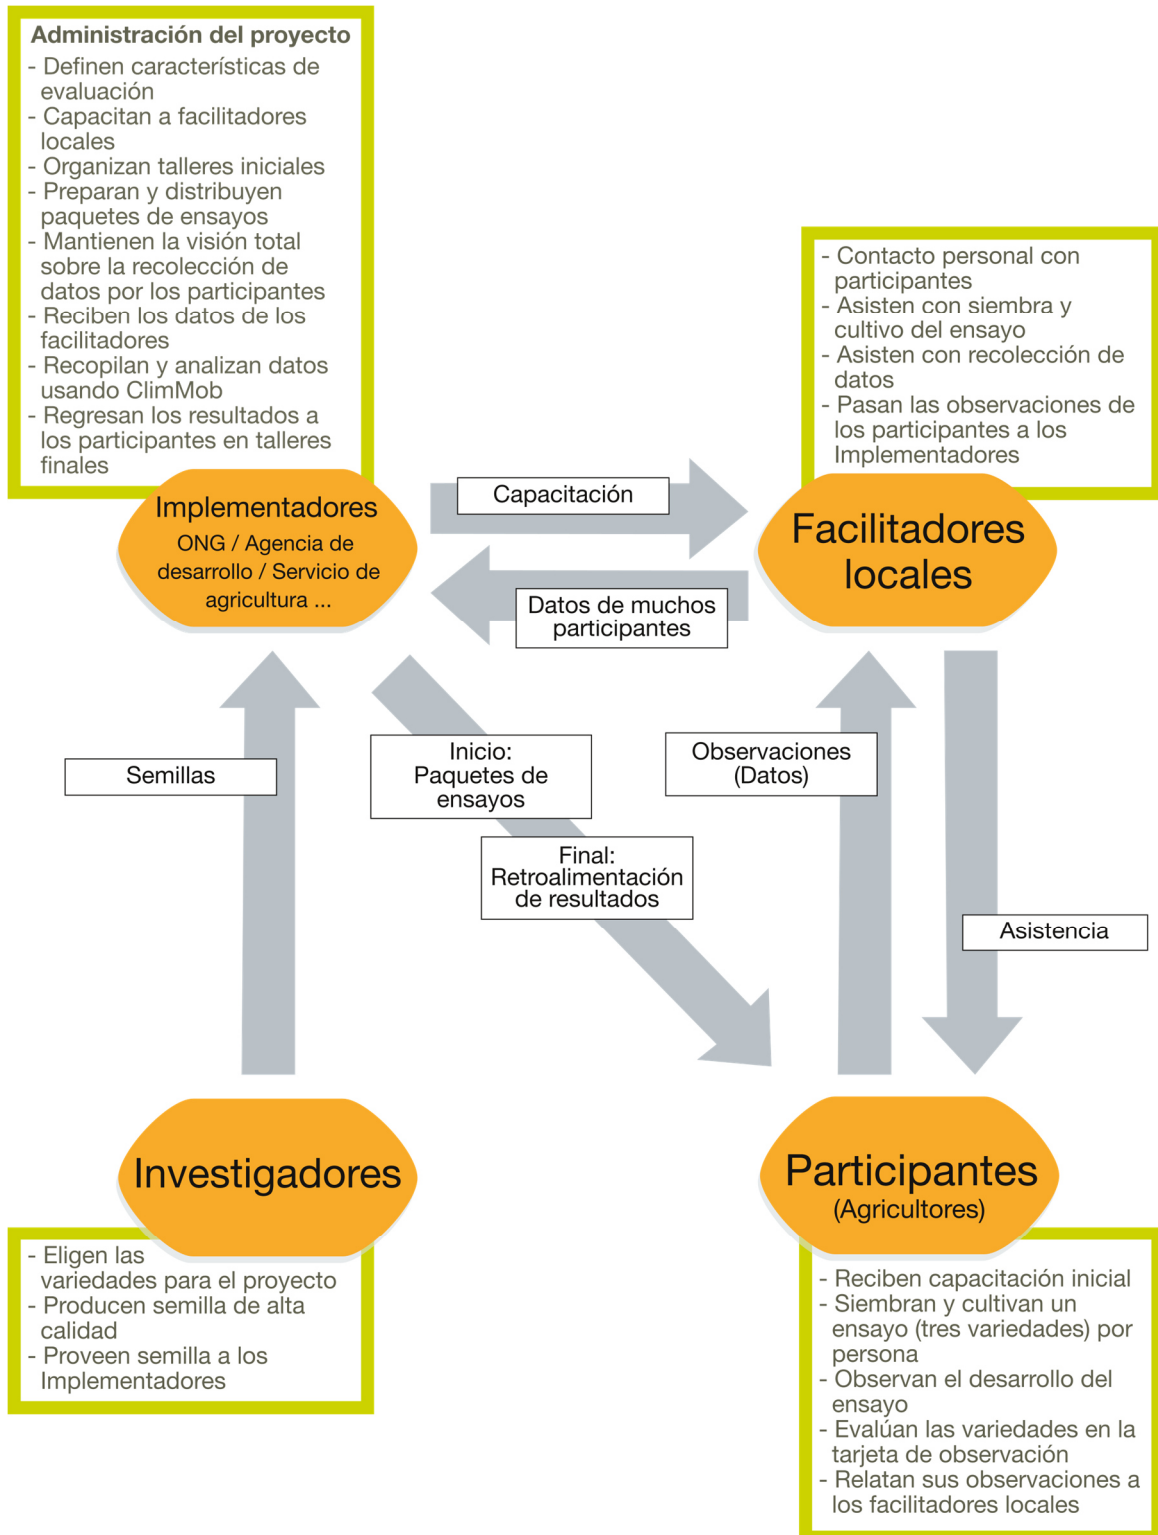 Administración del proyecto
- Definen características de
evaluación
- Capacitan a facilitadores
locales
- Organizan talleres iniciales
- Preparan y distribuyen
paquetes de ensayos
- Mantienen la visión total
sobre la recolección de
datos por los participantes
- Reciben los datos de los
facilitadores
- Recopilan y analizan datos
usando ClimMob
- Regresan los resultados a
los participantes en talleres
finales
- Contacto personal con
participantes
- Asisten con siembra y
cultivo del ensayo
- Asisten con recolección de
datos
- Pasan las observaciones de
los participantes a los
Implementadores
Implementadores
ONG / Agencia de
desarrollo / Servicio de
agricultura ...
Capacitación
Datos de muchos
participantes
Facilitadores
locales
Semillas
Inicio:
Paquetes de
ensayos
Final:
Retroalimentación
de resultados
Observaciones
(Datos)
Asistencia
Investigadores
- Eligen las
variedades para el proyecto
- Producen semilla de alta
calidad
- Proveen semilla a los
Implementadores
Participantes
(Agricultores)
- Reciben capacitación inicial
- Siembran y cultivan un
ensayo (tres variedades) por
persona
- Observan el desarrollo del
ensayo
- Evalúan las variedades en la
tarjeta de observación
- Relatan sus observaciones a
los facilitadores locales